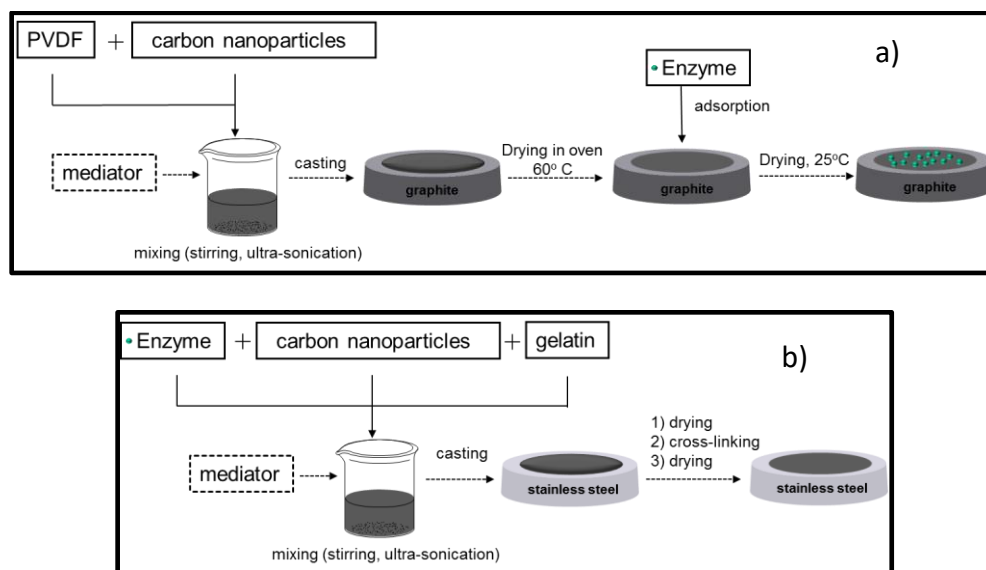 PVDF + carbon nanoparticles
a)
Enzyme
adsorption
mediator
casting
Drying in oven
60° C
Drying, 25°C
graphite
graphite
graphite
mixing (stirring, ultra-sonication)
Enzyme + carbon nanoparticles + gelatin
b)
mediator
casting
1) drying
2) cross-linking
3) drying
stainless steel
stainless steel
mixing (stirring, ultra-sonication)